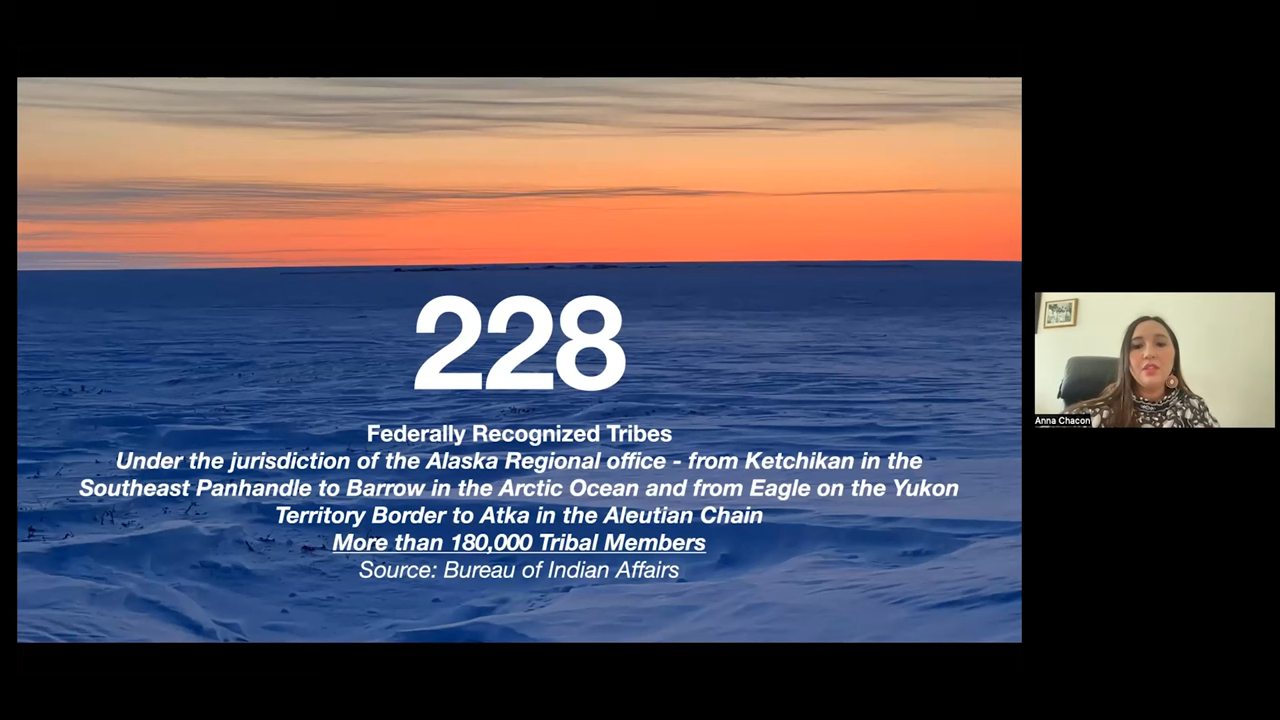 228
Federally Recognized Tribes
Under the jurisdiction of the Alaska Regional office - from Ketchikan in the
Southeast Panhandle to Barrow in the Arctic Ocean and from Eagle on the Yukon
Territory Border to Atka in the Aleutian Chain
More than 180,000 Tribal Members
Source: Bureau of Indian Affairs
Anna Chacon